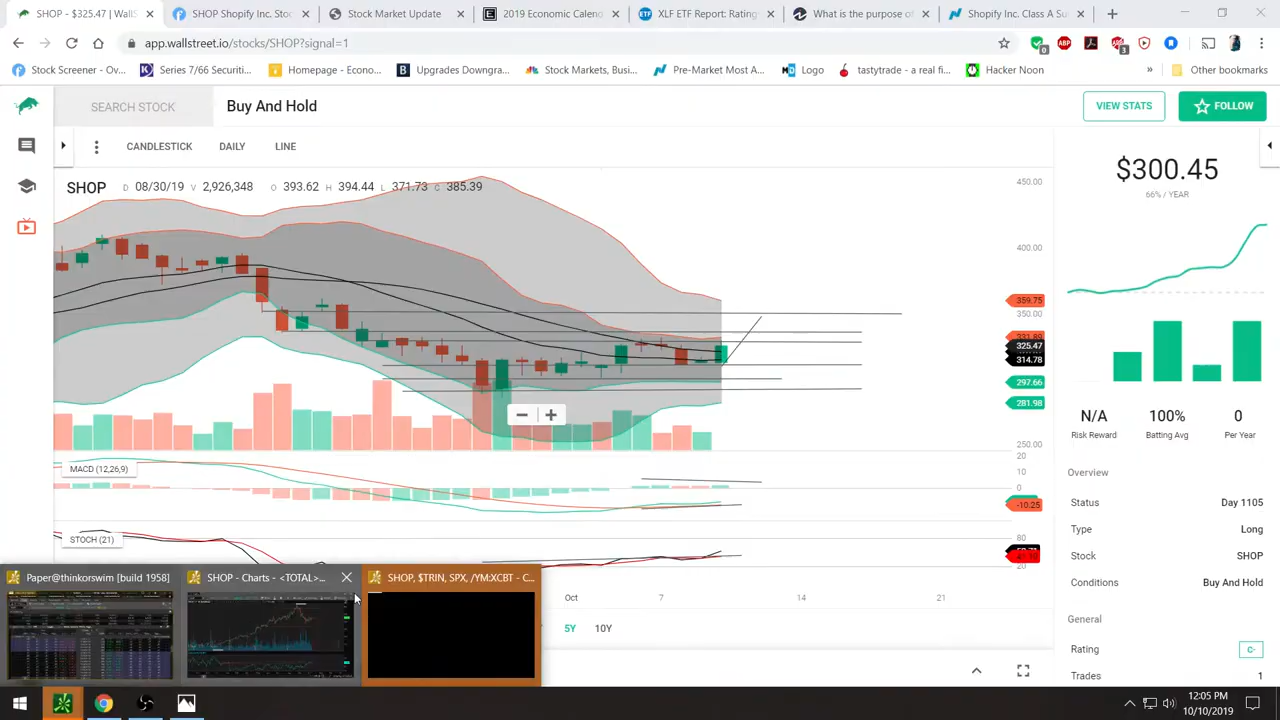 SHOP: $325.47 | WallS
Shopify Inc. Stoc
Stock Market Update
2019 Economic Calen
XLF ETF Report: Rating
What is the purpose of
Shopify Inc. Class A Su
app.wallstreet.io/stocks/SHOP?signal=1
0
ABP
3
Stock Screener - Ov...
Series 7/66 Securiti...
Homepage - Econo...
Upgrades Downgra...
Stock Markets, Busi...
Pre-Market Most A...
Logo
tastytrade - a real fi...
Hacker Noon
»
Other bookmarks
SEARCH STOCK
Buy And Hold
VIEW STATS
FOLLOW
CANDLESTICK
DAILY
LINE
SHOP D 08/30/19 V 2,926,348 O 393.62 H 394.44 L 371.73 C 385.39
450.00
400.00
359.75
350.00
325.47
314.78
297.66
281.98
250.00
MACD (12,26,9)
20
10
0
-10.25
STOCH (21)
80
20
Oct
7
14
21
5Y
10Y
$300.45
66% / YEAR
N/A
Risk Reward
100%
Batting Avg
0
Per Year
Overview
Status
Day 1105
Type
Long
Stock
SHOP
Conditions
Buy And Hold
General
Rating
C-
Trades
1
Paper@thinkorswim [build 1958]
SHOP - Charts - <TOTAL>...
SHOP, $TRIN, SPX, /YM:XCBT - C...
12:05 PM
10/10/2019